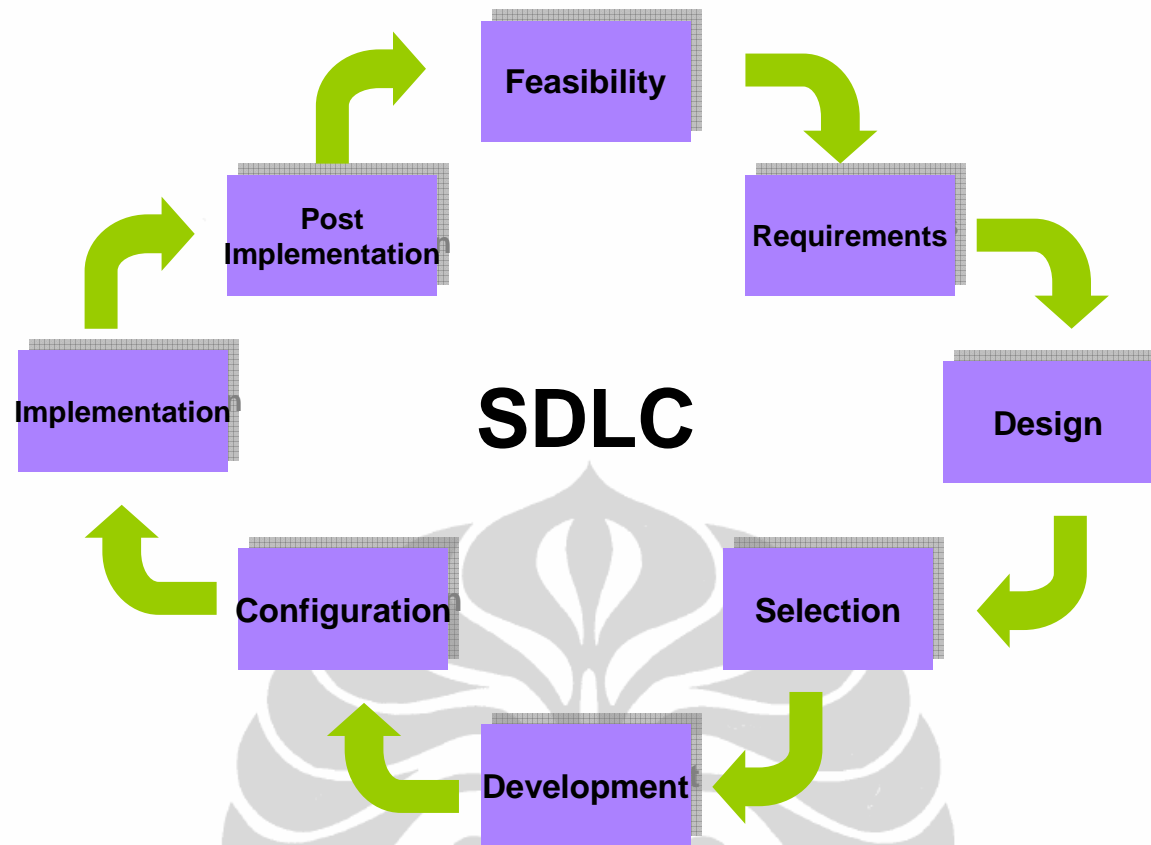 Feasibility
Post
Implementation
Requirements
Implementation
SDLC
Design
Configuration
Selection
Development